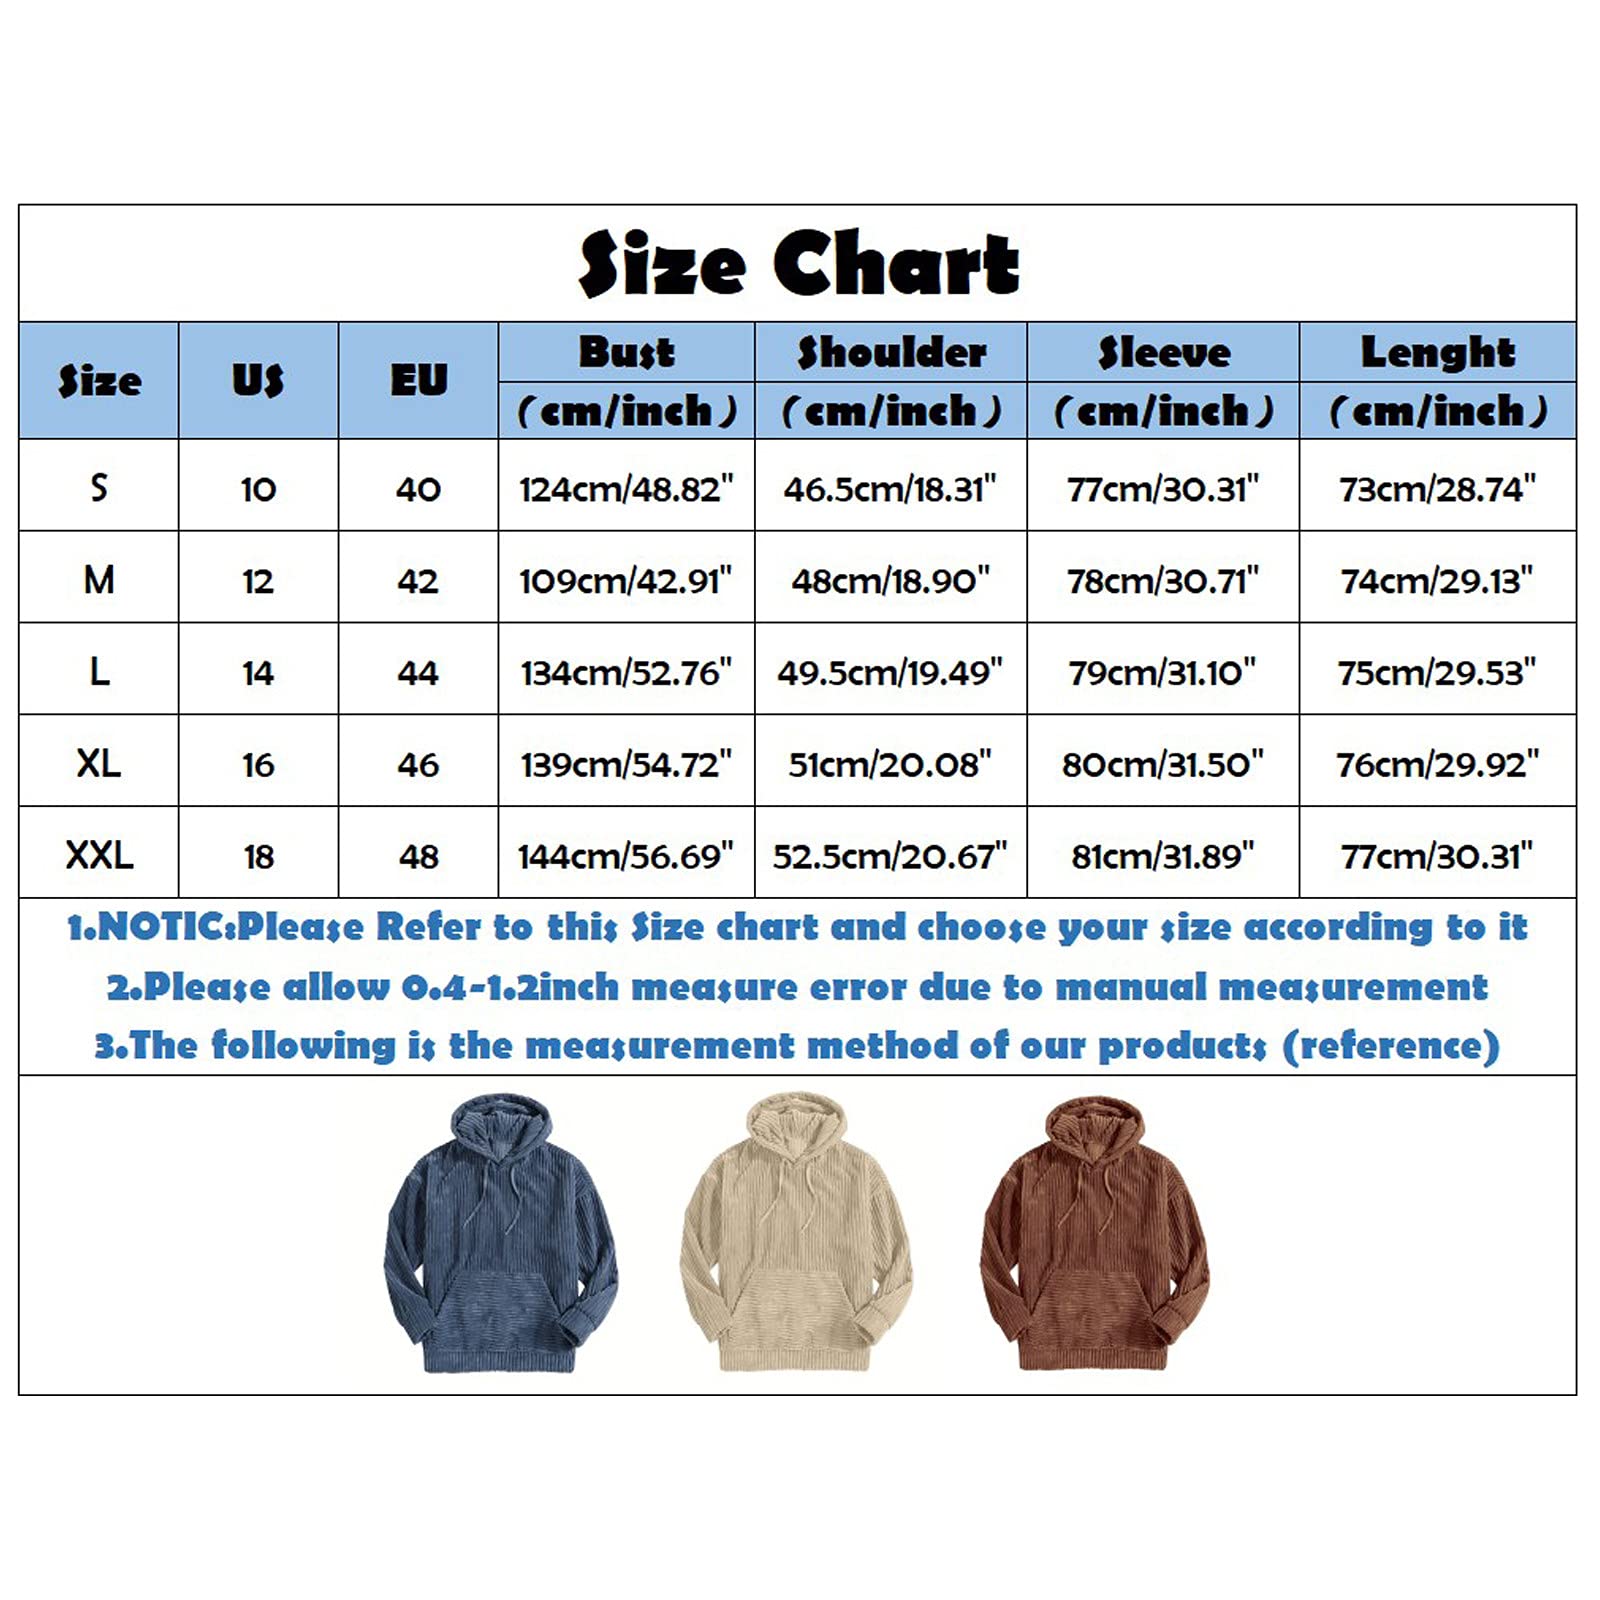 Size Chart
Size US EU Bust Shoulder Sleeve Lenght
(cm/inch) (cm/inch) (cm/inch) (cm/inch)
S 10 40 124cm/48.82" 46.5cm/18.31" 77cm/30.31" 73cm/28.74"
M 12 42 109cm/42.91" 48cm/18.90" 78cm/30.71" 74cm/29.13"
L 14 44 134cm/52.76" 49.5cm/19.49" 79cm/31.10" 75cm/29.53"
XL 16 46 139cm/54.72" 51cm/20.08" 80cm/31.50" 76cm/29.92"
XXL 18 48 144cm/56.69" 52.5cm/20.67" 81cm/31.89" 77cm/30.31"
1.NOTIC:Please Refer to this Size chart and choose your size according to it
2.Please allow 0.4-1.2inch measure error due to manual measurement
3.The following is the measurement method of our products (reference)